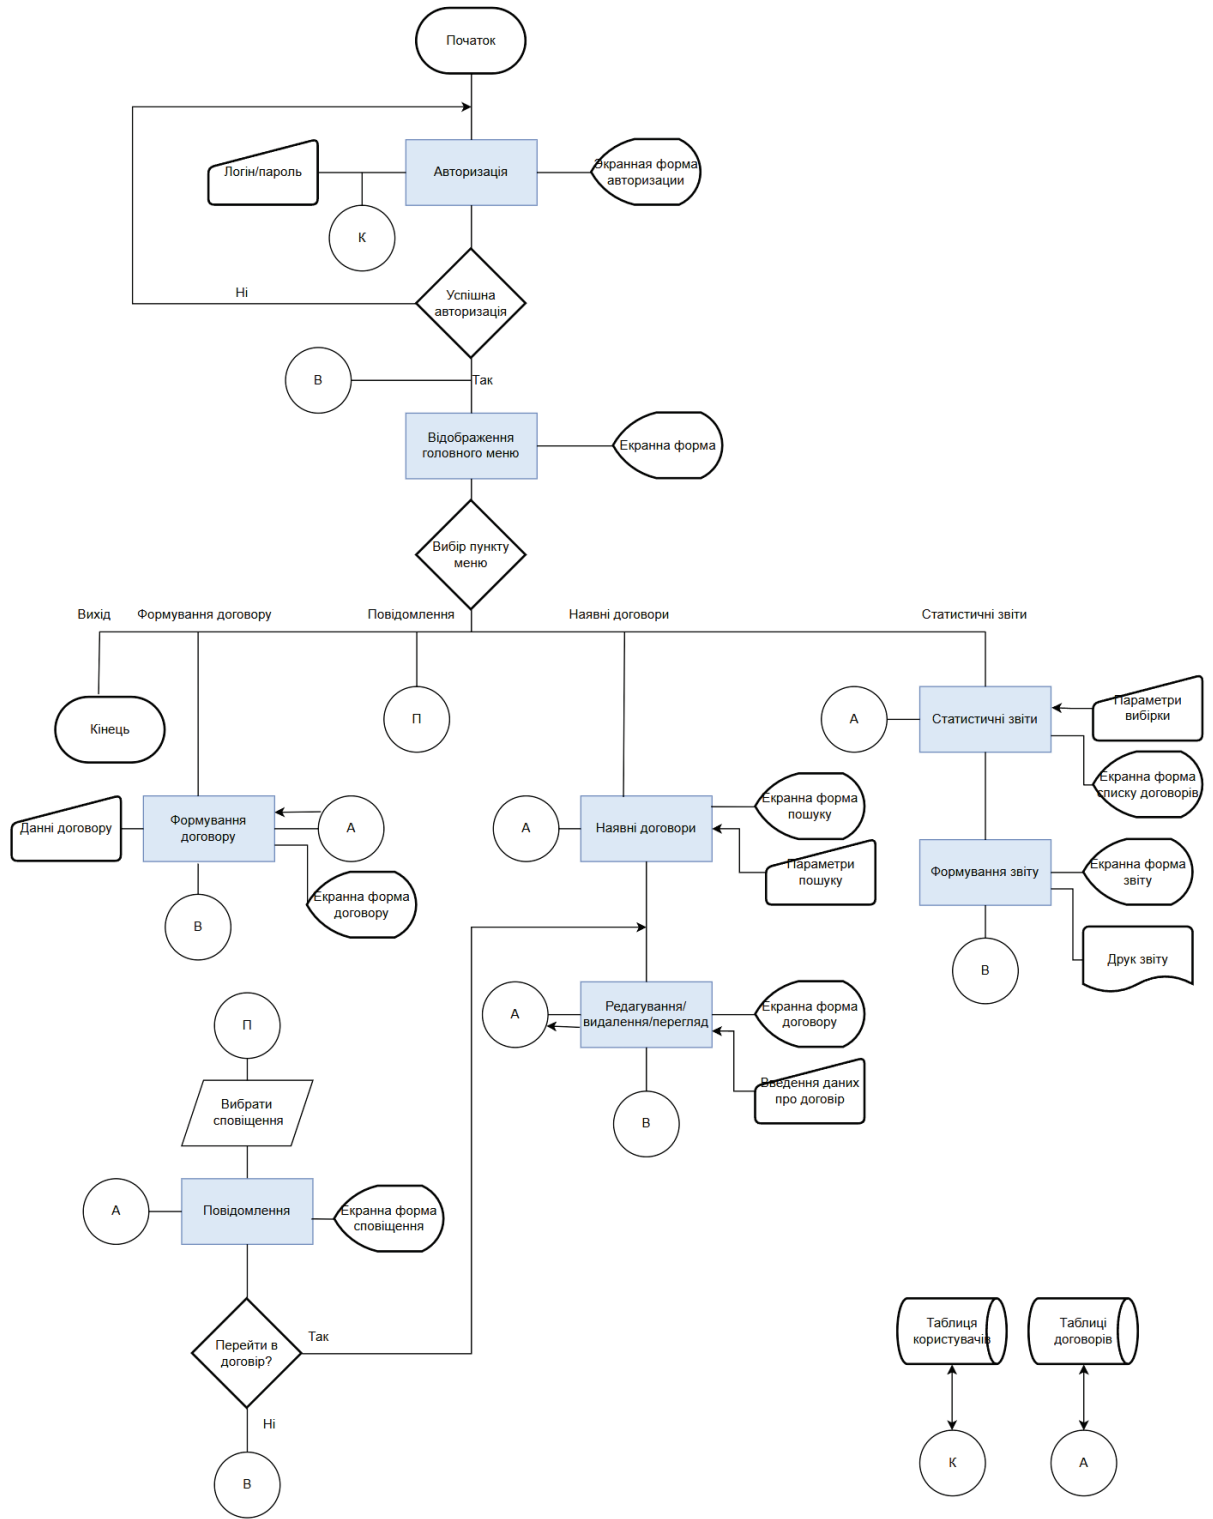 Початок
Логін/пароль
Авторизація
Экранная форма
авторизации
К
Ні
Успішна
авторизація
В
Так
Відображення
головного меню
Екранна форма
Вибір пункту
меню
Вихід
Формування договору
Повідомлення
Наявні договори
Статистичні звіти
Кінець
П
А
Статистичні звіти
Параметри
вибірки
Екранна форма
списку договорів
Данні договору
Формування
договору
А
Екранна форма
договору
В
А
Наявні договори
Екранна форма
пошуку
Параметри
пошуку
Формування звіту
Екранна форма
звіту
Друк звіту
В
А
Редагування/
видалення/перегляд
Екранна форма
договору
Введення даних
про договір
В
П
Вибрати
сповіщення
А
Повідомлення
Екранна форма
сповіщення
Перейти в
договір?
Так
Ні
В
Таблиця
користувачів
Таблиці
договорів
К
А